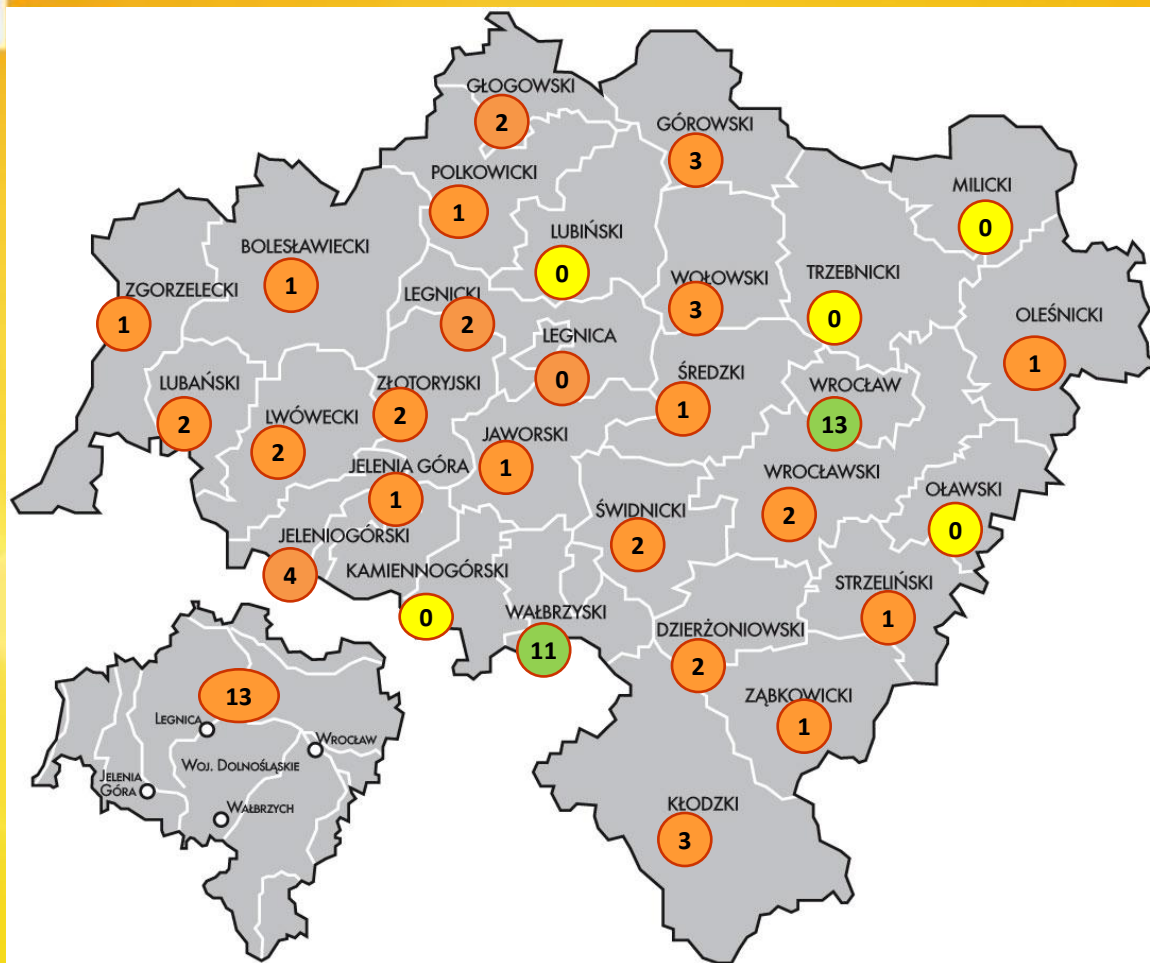 GŁOGOWSKI
2
GÓROWSKI
3
POLKOWICKI
1
MILICKI
0
LUBIŃSKI
0
BOLESŁAWIECKI
1
WOŁOWSKI
3
TRZEBNICKI
0
ZGORZELECKI
1
LEGNICKI
2
OLEŚNICKI
1
LEGNICA
0
LUBAŃSKI
2
ZŁOTORYJSKI
2
ŚREDZKI
1
WROCŁAW
13
LWÓWECKI
2
JAWORSKI
1
JELENIA GÓRA
1
WROCŁAWSKI
2
OŁAWSKI
0
ŚWIDNICKI
2
JELENIOGÓRSKI
4
KAMIENNOGÓRSKI
0
STRZELIŃSKI
1
WAŁBRZYSKI
11
DZIERŻONIOWSKI
2
ZĄBKOWICKI
1
KŁODZKI
3
13
LEGNICA
WROCŁAW
WOJ. DOLNOŚLĄSKIE
JELENIA
GÓRA
WAŁBRZYCH